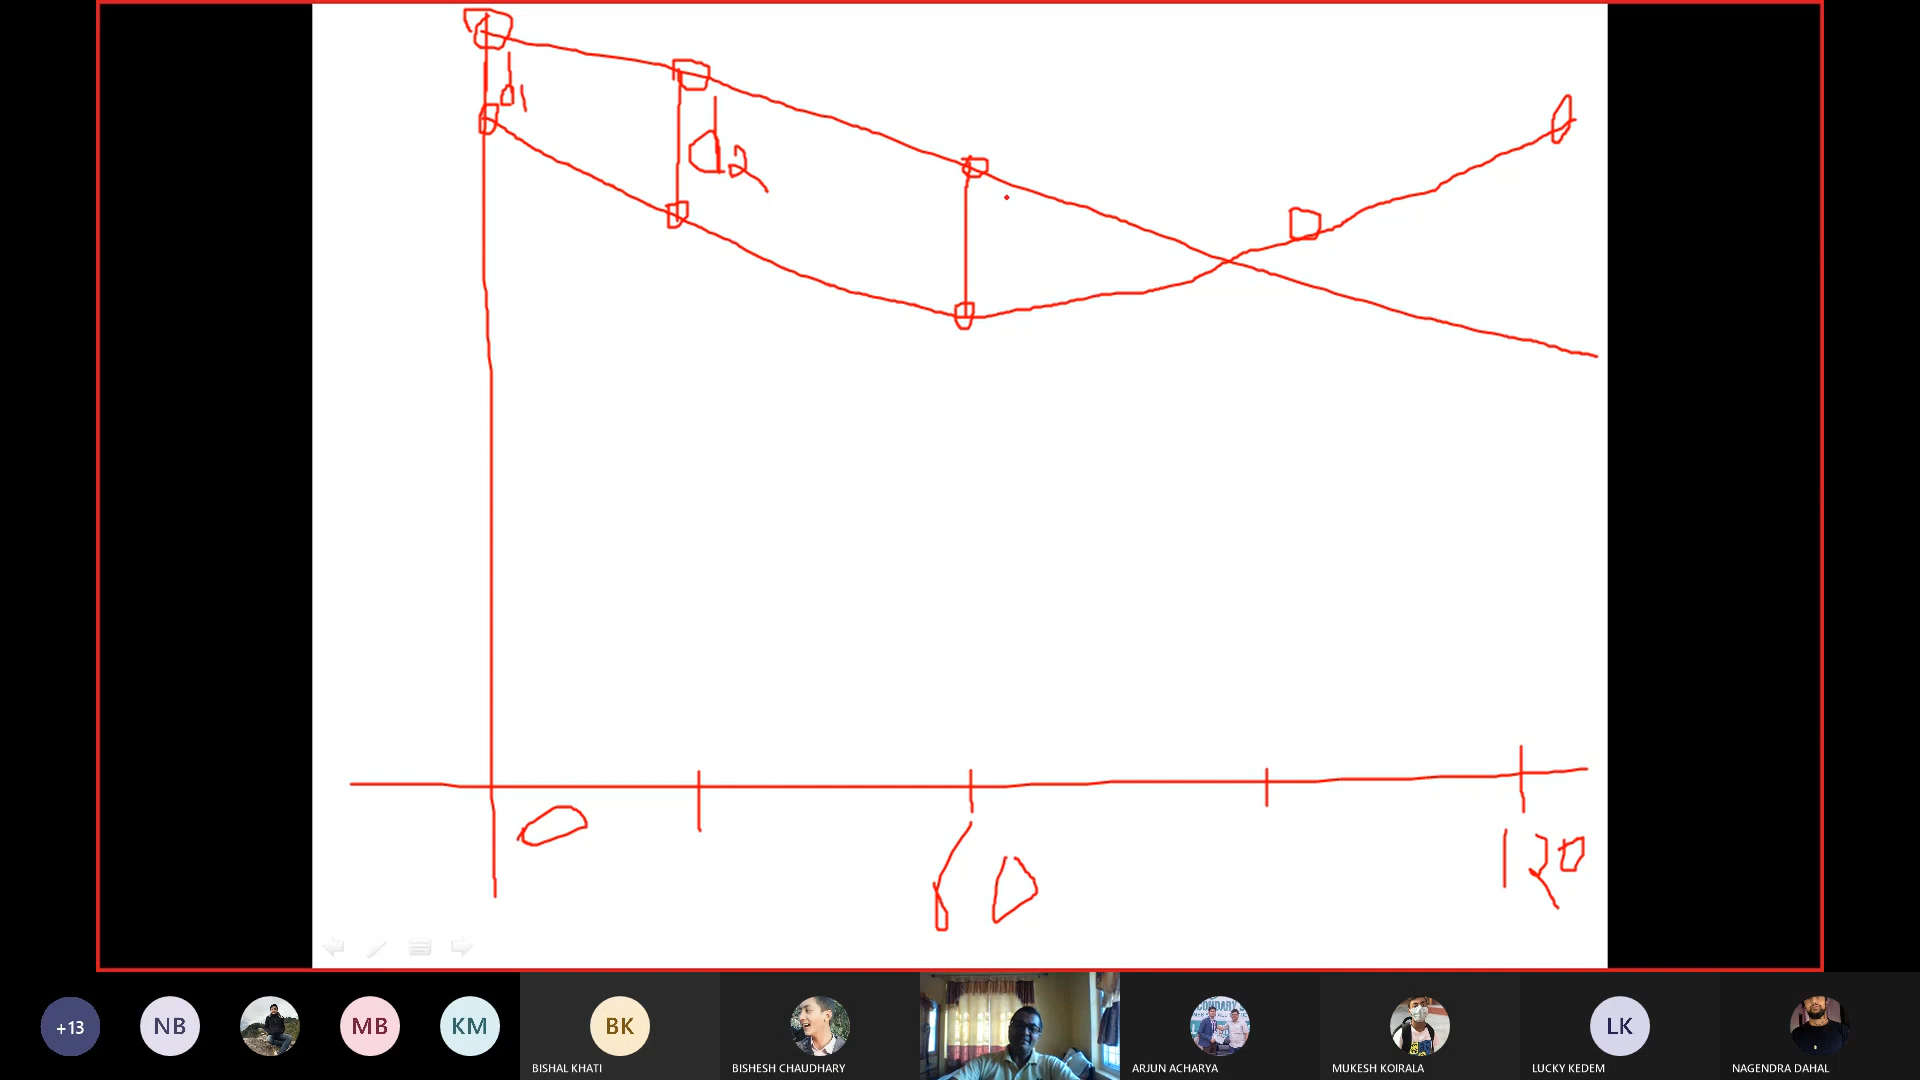 d1
d2
0
60
120
+13
NB
MB
KM
BK
LK
BISHAL KHATI
BISHESH CHAUDHARY
ARJUN ACHARYA
MUKESH KOIRALA
LUCKY KEDEM
NAGENDRA DAHAL